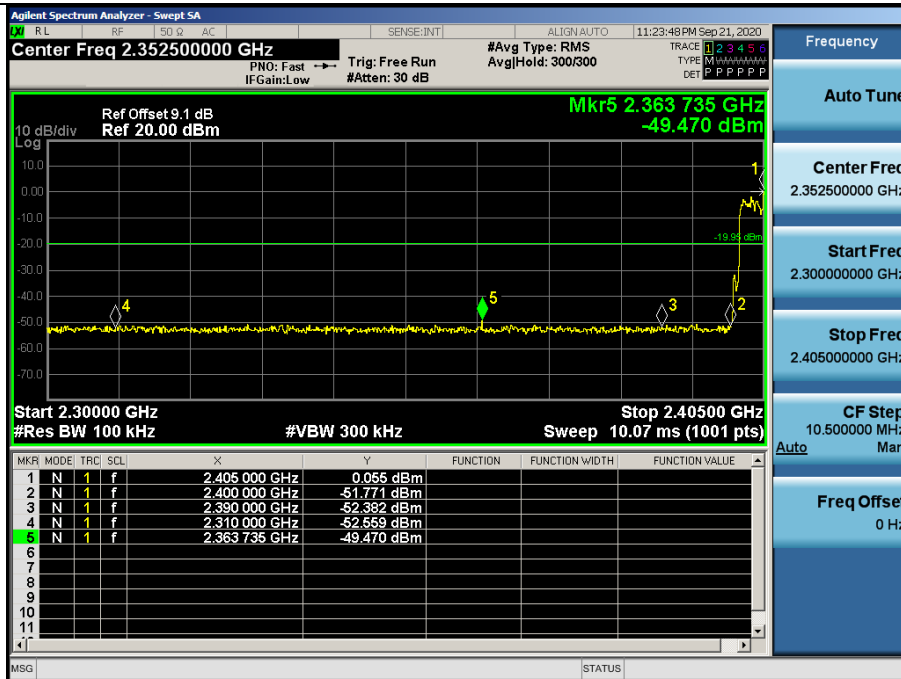 Agilent Spectrum Analyzer - Swept SA
LXI RL RF 50 Ω AC SENSE:INT ALIGN AUTO 11:23:48 PM Sep 21, 2020
Center Freq 2.352500000 GHz
PNO: Fast
IFGain:Low
Trig: Free Run
#Atten: 30 dB
#Avg Type: RMS
Avg|Hold: 300/300
TRACE 1 2 3 4 5 6
TYPE M WWWWW
DET P P P P P P
Mkr5 2.363 735 GHz
-49.470 dBm
Ref Offset 9.1 dB
10 dB/div Ref 20.00 dBm
Log
10.0
0.00
-10.0
-20.0
-30.0
-40.0
-50.0
-60.0
-70.0
1
-19.95 dBm
4
5
3
2
Start 2.30000 GHz Stop 2.40500 GHz
#Res BW 100 kHz #VBW 300 kHz Sweep 10.07 ms (1001 pts)
MKR MODE TRC SCL X Y FUNCTION FUNCTION WIDTH FUNCTION VALUE
1 N 1 f 2.405 000 GHz 0.055 dBm
2 N 1 f 2.400 000 GHz -51.771 dBm
3 N 1 f 2.390 000 GHz -52.382 dBm
4 N 1 f 2.310 000 GHz -52.559 dBm
5 N 1 f 2.363 735 GHz -49.470 dBm
6
7
8
9
10
11
MSG STATUS
Frequency
Auto Tune
Center Freq
2.352500000 GHz
Start Freq
2.300000000 GHz
Stop Freq
2.405000000 GHz
CF Step
10.500000 MHz
Auto Man
Freq Offset
0 Hz